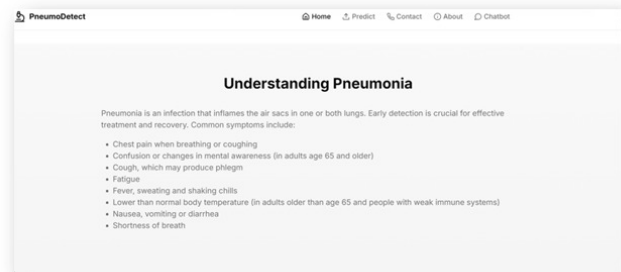 PneumoDetect
Home Predict Contact About Chatbot
Understanding Pneumonia
Pneumonia is an infection that inflames the air sacs in one or both lungs. Early detection is crucial for effective
treatment and recovery. Common symptoms include:
• Chest pain when breathing or coughing
• Confusion or changes in mental awareness (in adults age 65 and older)
• Cough, which may produce phlegm
• Fatigue
• Fever, sweating and shaking chills
• Lower than normal body temperature (in adults older than age 65 and people with weak immune systems)
• Nausea, vomiting or diarrhea
• Shortness of breath